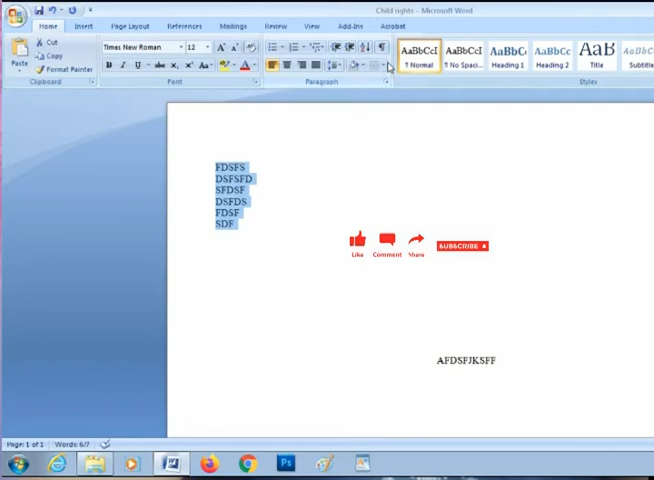 Child rights - Microsoft Word
Home Insert Page Layout References Mailings Review View Add-Ins Acrobat
Paste
Cut
Copy
Format Painter
Clipboard
Times New Roman 12
B I U abc
Font
Paragraph
AaBbCcI AaBbCcI AaBbC AaBbCc AaB AaBbCc
¶ Normal ¶ No Spaci... Heading 1 Heading 2 Title Subtitle
Styles
FDSFS
DSFSFD
SFDSF
DSFDS
FDSF
SDF
Like Comment Share SUBSCRIBE
AFDSFJKSFF
Page: 1 of 1 Words: 6/7
W Ps